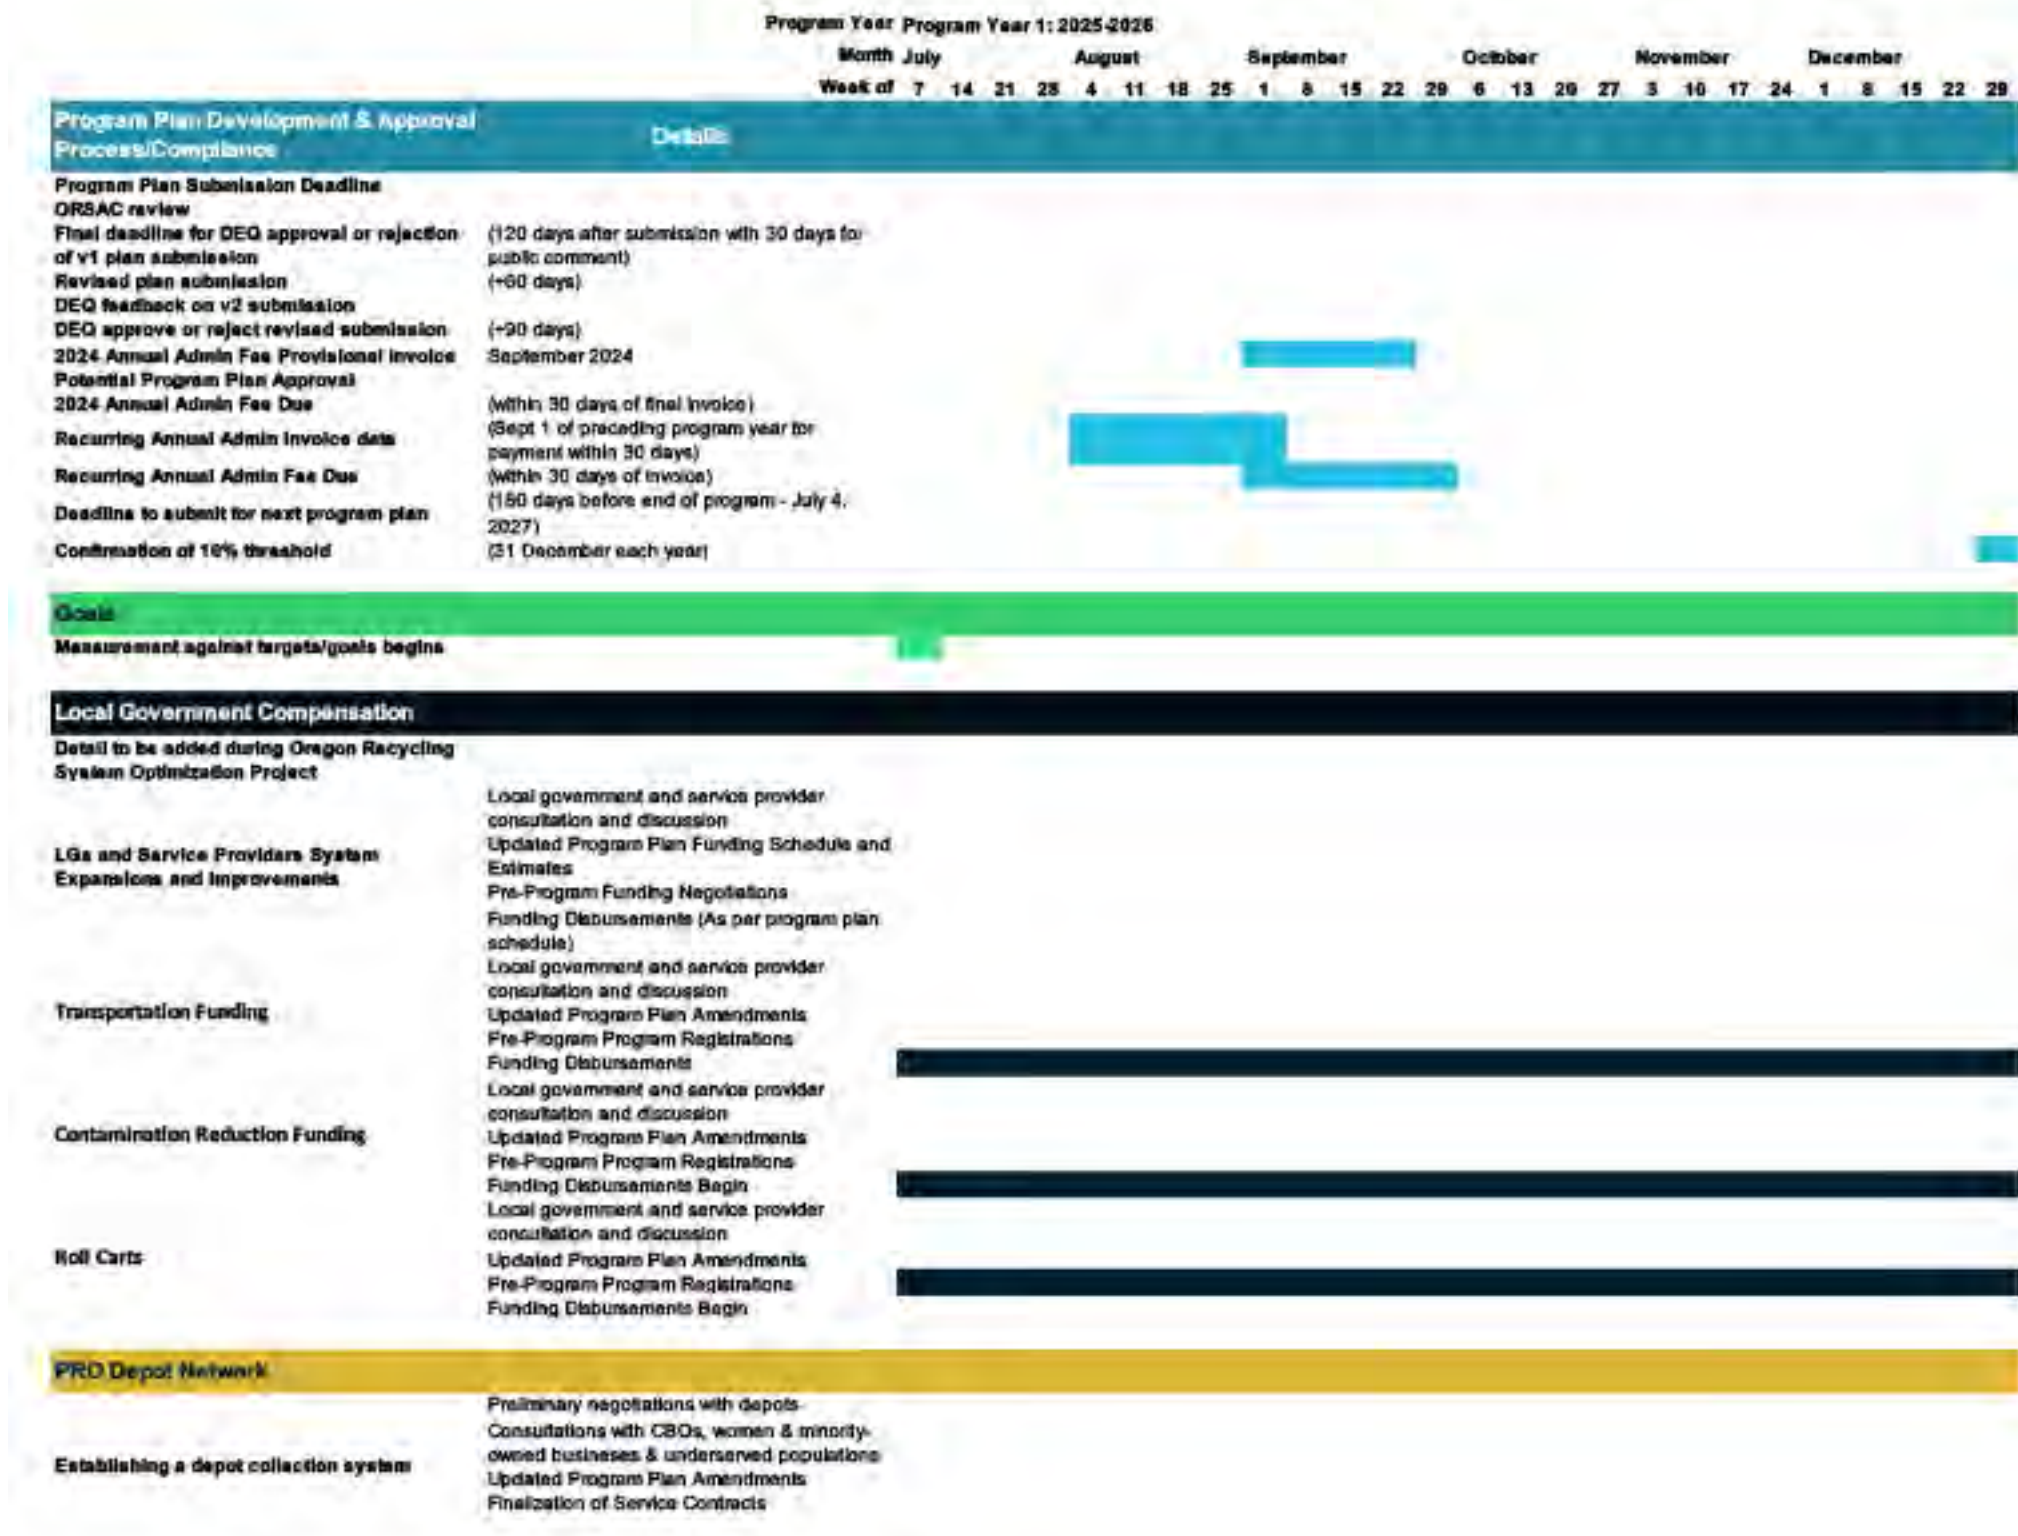 Program Year Program Year 1: 2025-2026
Month July August September October November December
Week of 7 14 21 28 4 11 18 25 1 8 15 22 29 6 13 20 27 3 10 17 24 1 8 15 22 29
Program Plan Development & Approval
Process/Compliance
Details
Program Plan Submission Deadline
ORSAC review
Final deadline for DEQ approval or rejection
of v1 plan submission
(120 days after submission with 30 days for
public comment)
Revised plan submission (+60 days)
DEQ feedback on v2 submission
DEQ approve or reject revised submission (+90 days)
2024 Annual Admin Fee Provisional Invoice September 2024
Potential Program Plan Approval
2024 Annual Admin Fee Due (within 30 days of final invoice)
Recurring Annual Admin Invoice date
(Sept 1 of preceding program year for
payment within 30 days)
Recurring Annual Admin Fee Due (within 30 days of invoice)
Deadline to submit for next program plan
(180 days before end of program - July 4,
2027)
Confirmation of 10% threshold (31 December each year)
Goals
Measurement against targets/goals begins
Local Government Compensation
Detail to be added during Oregon Recycling
System Optimization Project
LGs and Service Providers System
Expansions and Improvements
Local government and service provider
consultation and discussion
Updated Program Plan Funding Schedule and
Estimates
Pre-Program Funding Negotiations
Funding Disbursements (As per program plan
schedule)
Transportation Funding
Local government and service provider
consultation and discussion
Updated Program Plan Amendments
Pre-Program Program Registrations
Funding Disbursements
Contamination Reduction Funding
Local government and service provider
consultation and discussion
Updated Program Plan Amendments
Pre-Program Program Registrations
Funding Disbursements Begin
Roll Carts
Local government and service provider
consultation and discussion
Updated Program Plan Amendments
Pre-Program Program Registrations
Funding Disbursements Begin
PRO Depot Network
Establishing a depot collection system
Preliminary negotiations with depots
Consultations with CBOs, women & minority-
owned busineses & underserved populations
Updated Program Plan Amendments
Finalization of Service Contracts